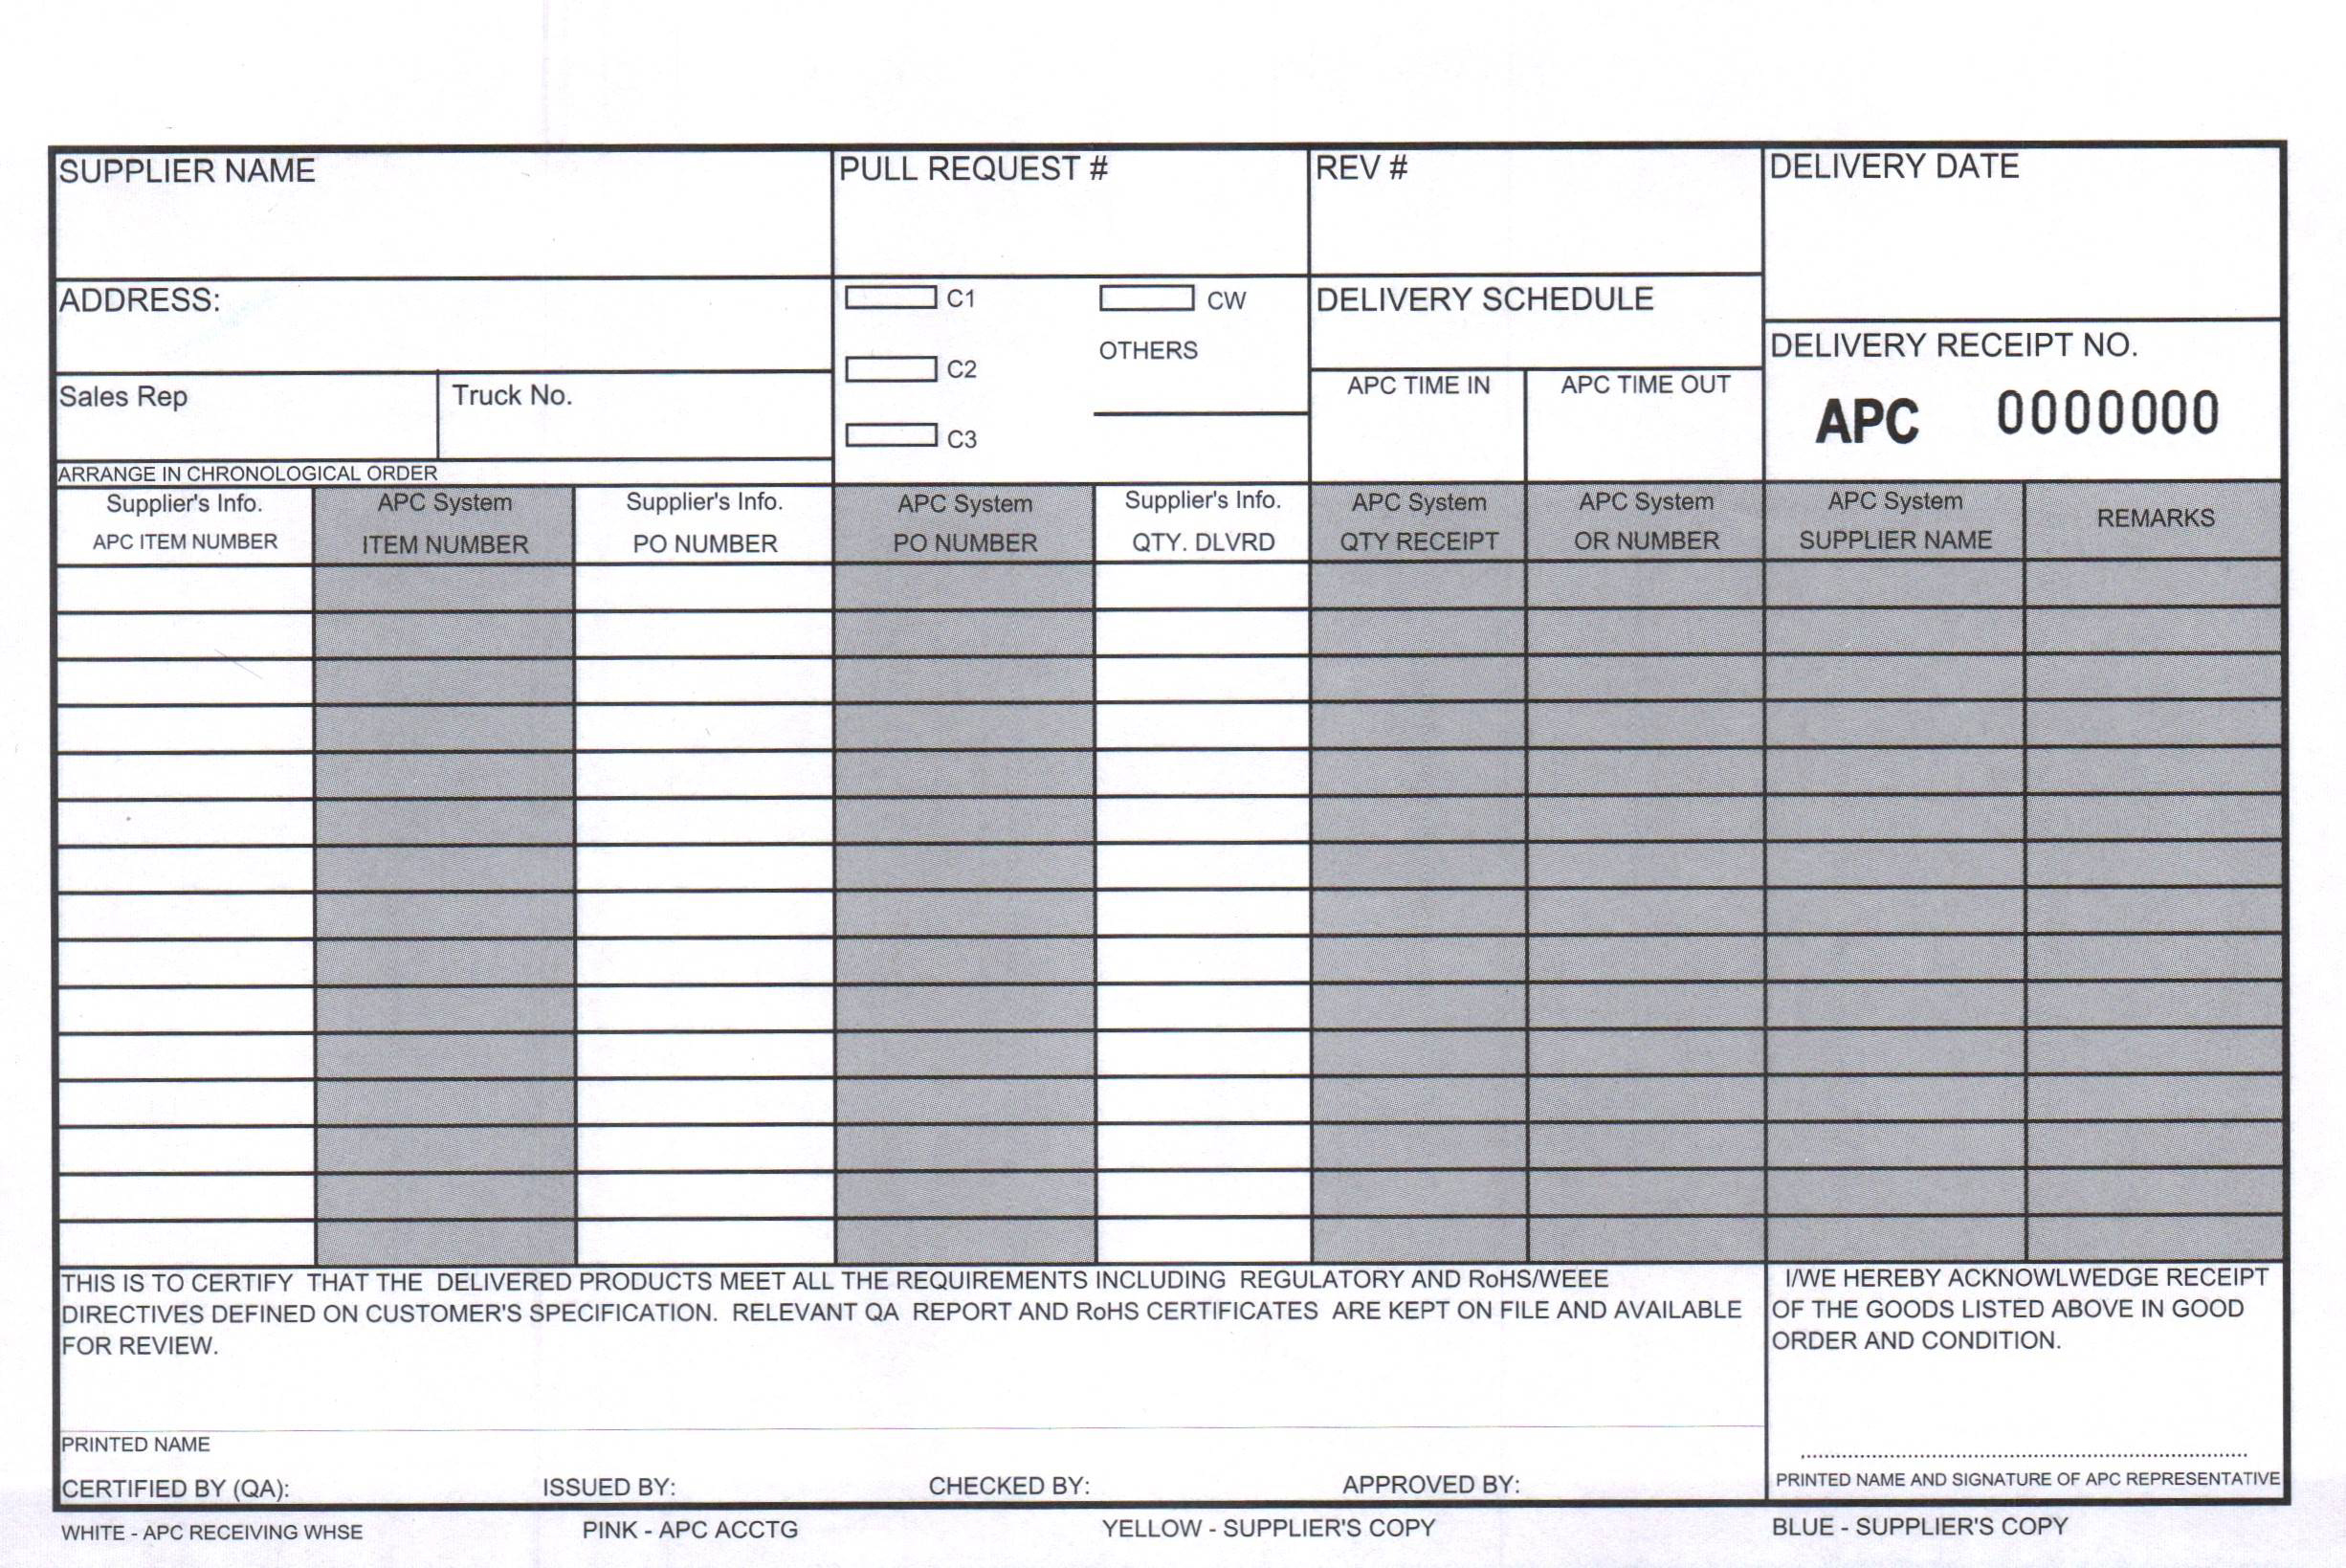 SUPPLIER NAME
PULL REQUEST #
REV #
DELIVERY DATE
ADDRESS:
C1
CW
DELIVERY SCHEDULE
OTHERS
DELIVERY RECEIPT NO.
C2
Sales Rep
Truck No.
APC TIME IN
APC TIME OUT
APC 0000000
C3
ARRANGE IN CHRONOLOGICAL ORDER
Supplier's Info.
APC ITEM NUMBER
APC System
ITEM NUMBER
Supplier's Info.
PO NUMBER
APC System
PO NUMBER
Supplier's Info.
QTY. DLVRD
APC System
QTY RECEIPT
APC System
OR NUMBER
APC System
SUPPLIER NAME
REMARKS
THIS IS TO CERTIFY THAT THE DELIVERED PRODUCTS MEET ALL THE REQUIREMENTS INCLUDING REGULATORY AND RoHS/WEEE
DIRECTIVES DEFINED ON CUSTOMER'S SPECIFICATION. RELEVANT QA REPORT AND RoHS CERTIFICATES ARE KEPT ON FILE AND AVAILABLE
FOR REVIEW.
I/WE HEREBY ACKNOWLWEDGE RECEIPT
OF THE GOODS LISTED ABOVE IN GOOD
ORDER AND CONDITION.
PRINTED NAME
CERTIFIED BY (QA):
ISSUED BY:
CHECKED BY:
APPROVED BY:
PRINTED NAME AND SIGNATURE OF APC REPRESENTATIVE
WHITE - APC RECEIVING WHSE
PINK - APC ACCTG
YELLOW - SUPPLIER'S COPY
BLUE - SUPPLIER'S COPY